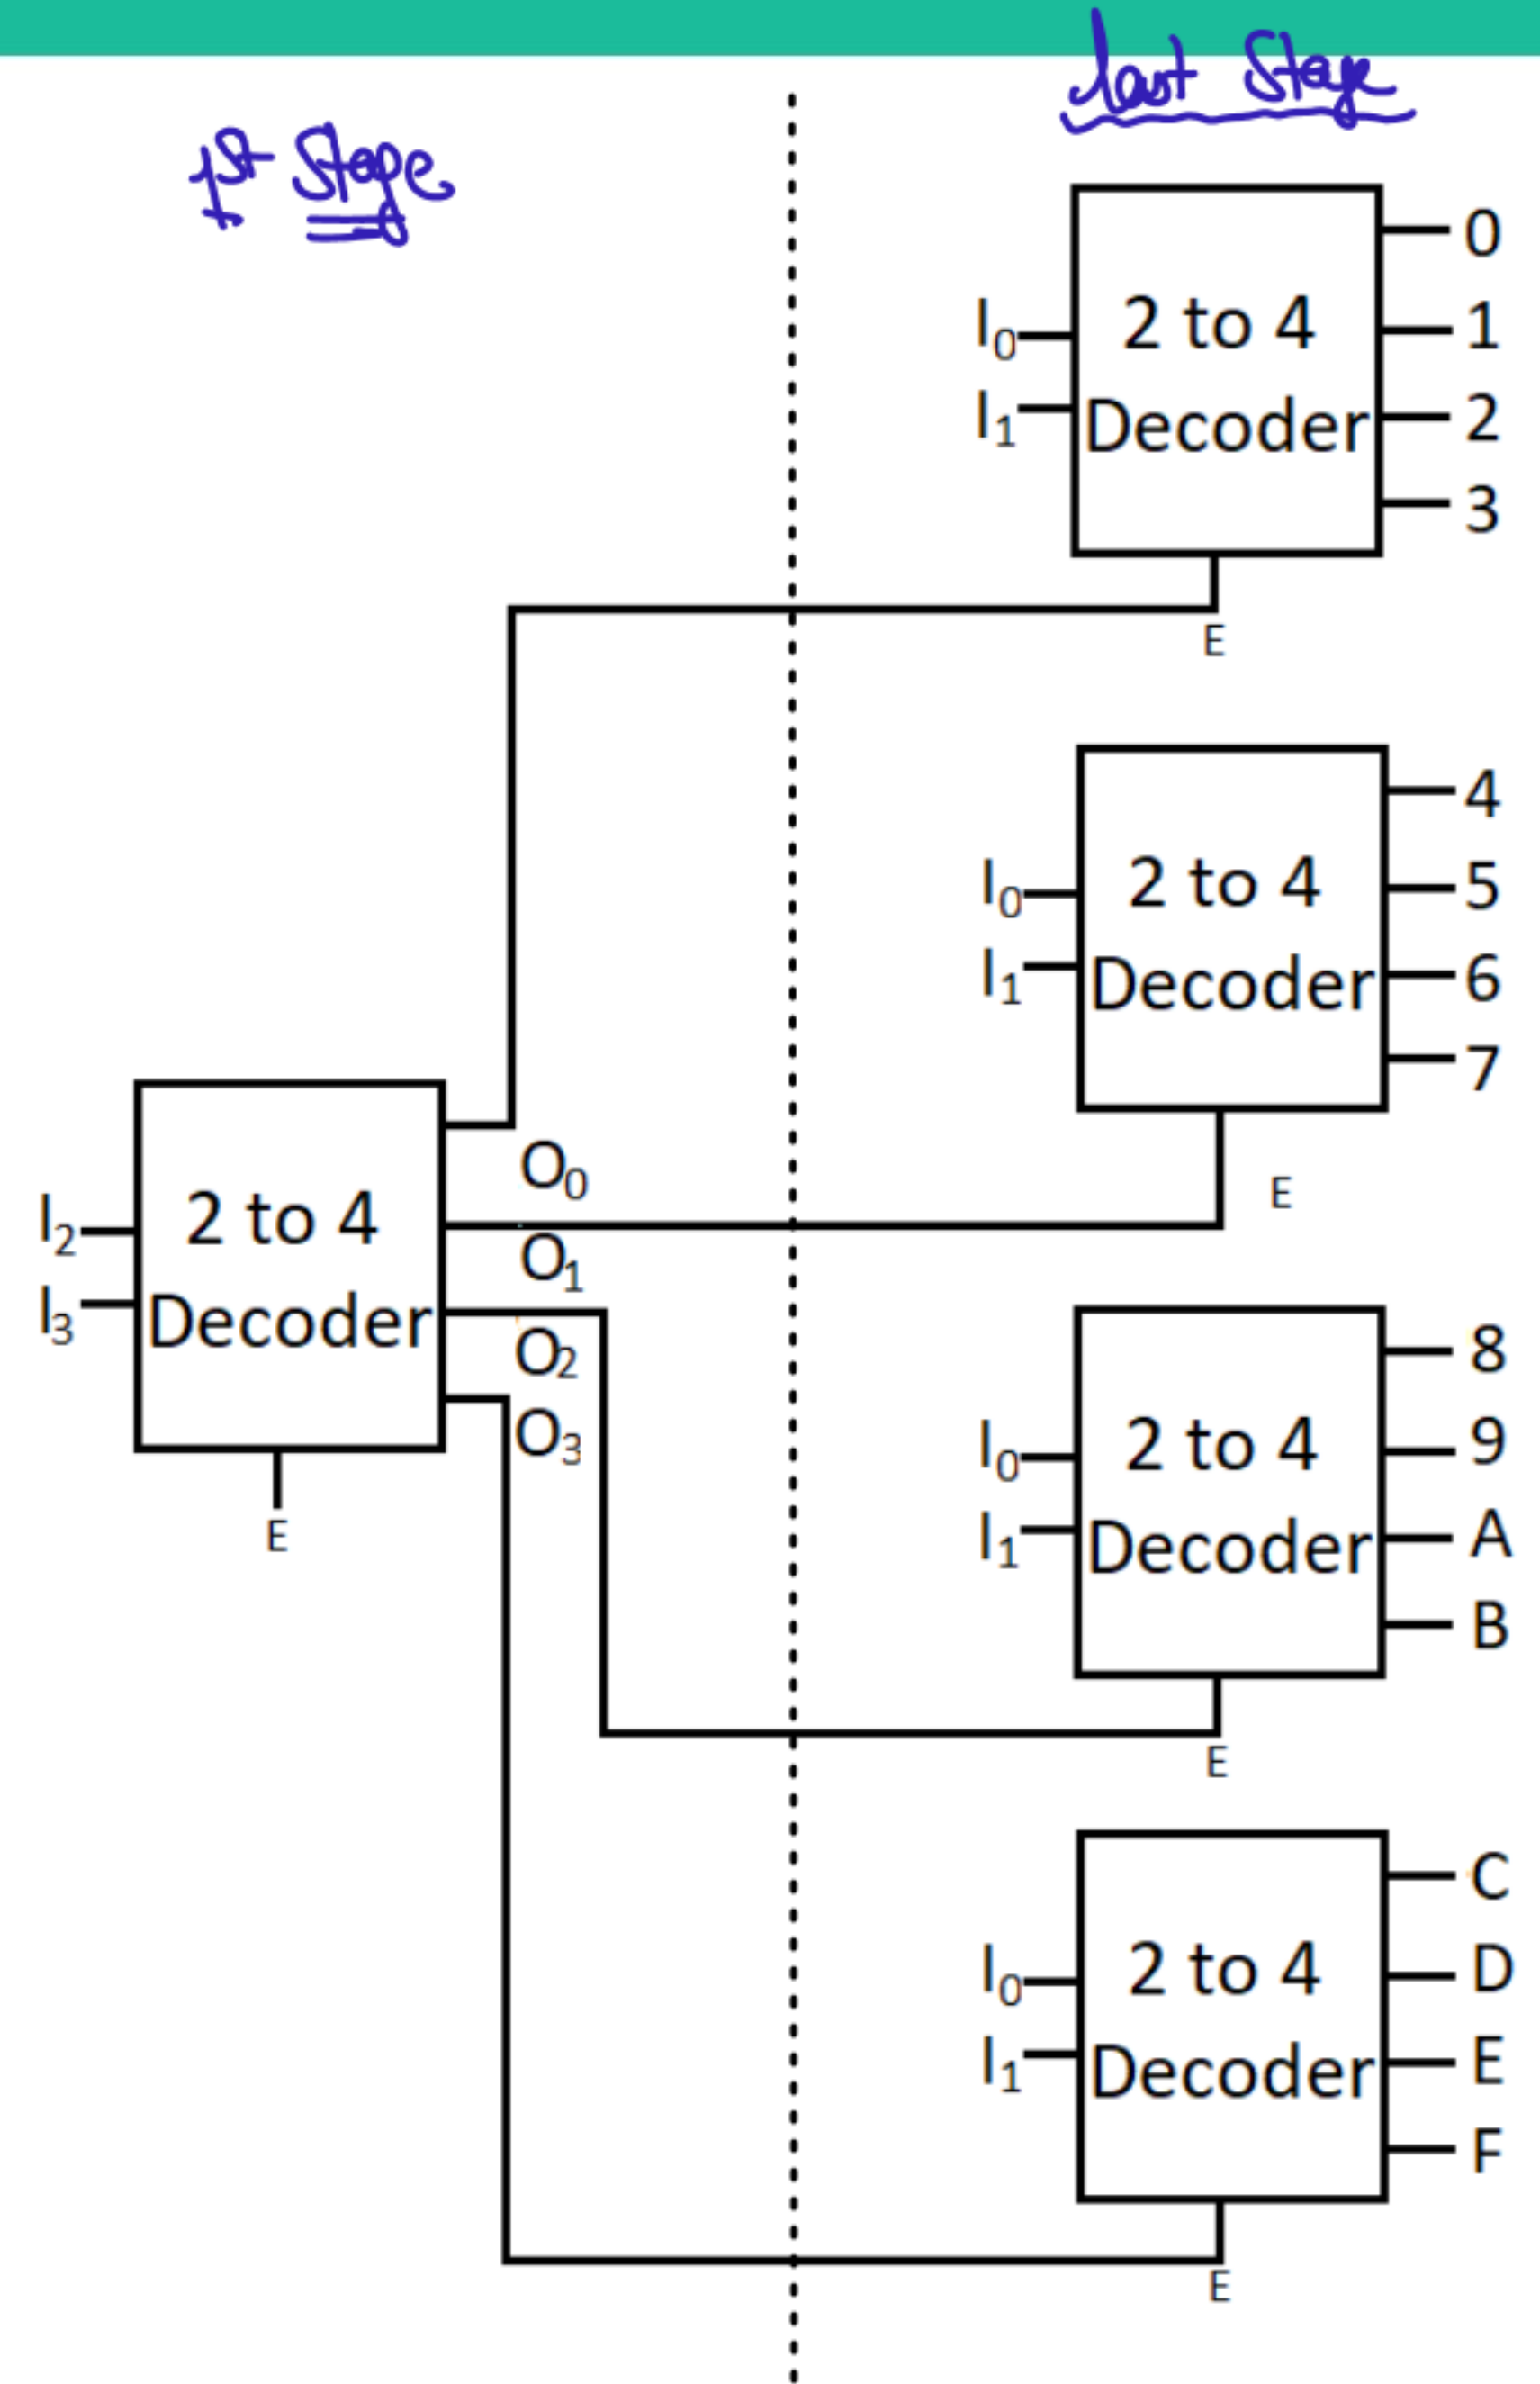 last Stage
1st Stage
0
I0
2 to 4
1
I1
Decoder
2
3
E
4
I0
2 to 4
5
I1
Decoder
6
7
O0
E
I2
2 to 4
O1
I3
Decoder
O2
O3
E
8
I0
2 to 4
9
I1
Decoder
A
B
E
C
I0
2 to 4
D
I1
Decoder
E
F
E